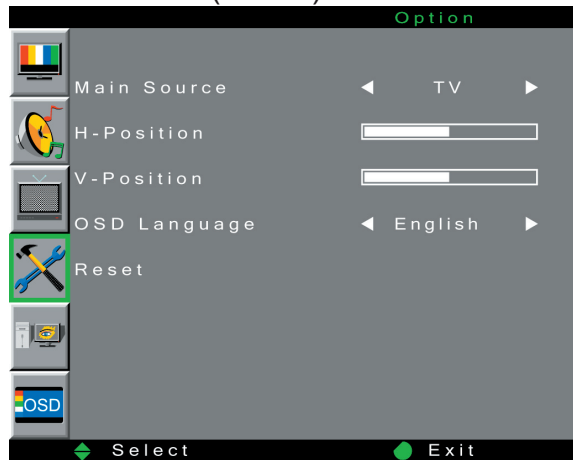 Option
Main Source ◀ TV ▶
H-Position
V-Position
OSD Language ◀ English ▶
Reset
OSD
Select Exit